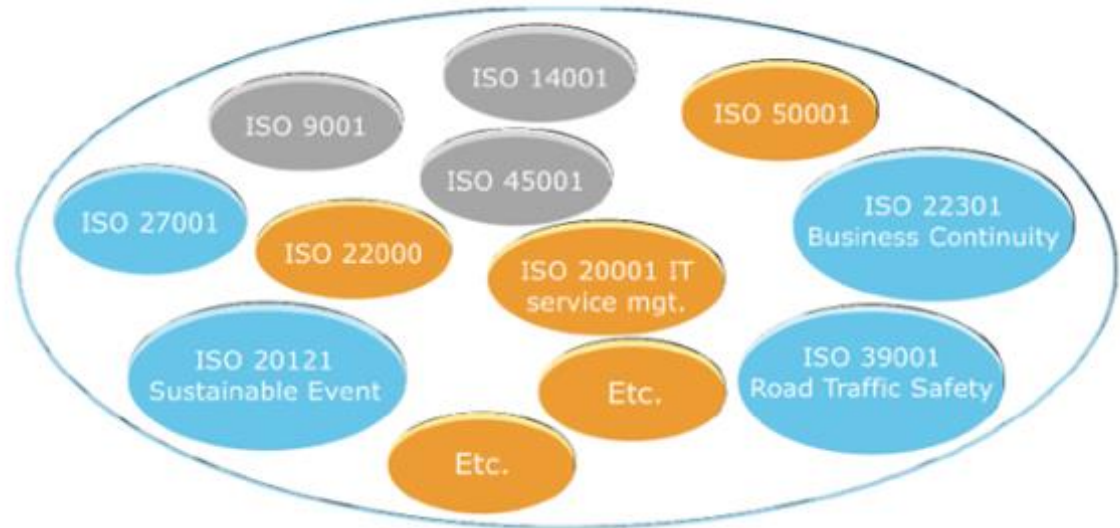 ISO 14001
ISO 9001
ISO 50001
ISO 45001
ISO 27001
ISO 22301
Business Continuity
ISO 22000
ISO 20001 IT
service mgt.
ISO 20121
Sustainable Event
ISO 39001
Road Traffic Safety
Etc.
Etc.